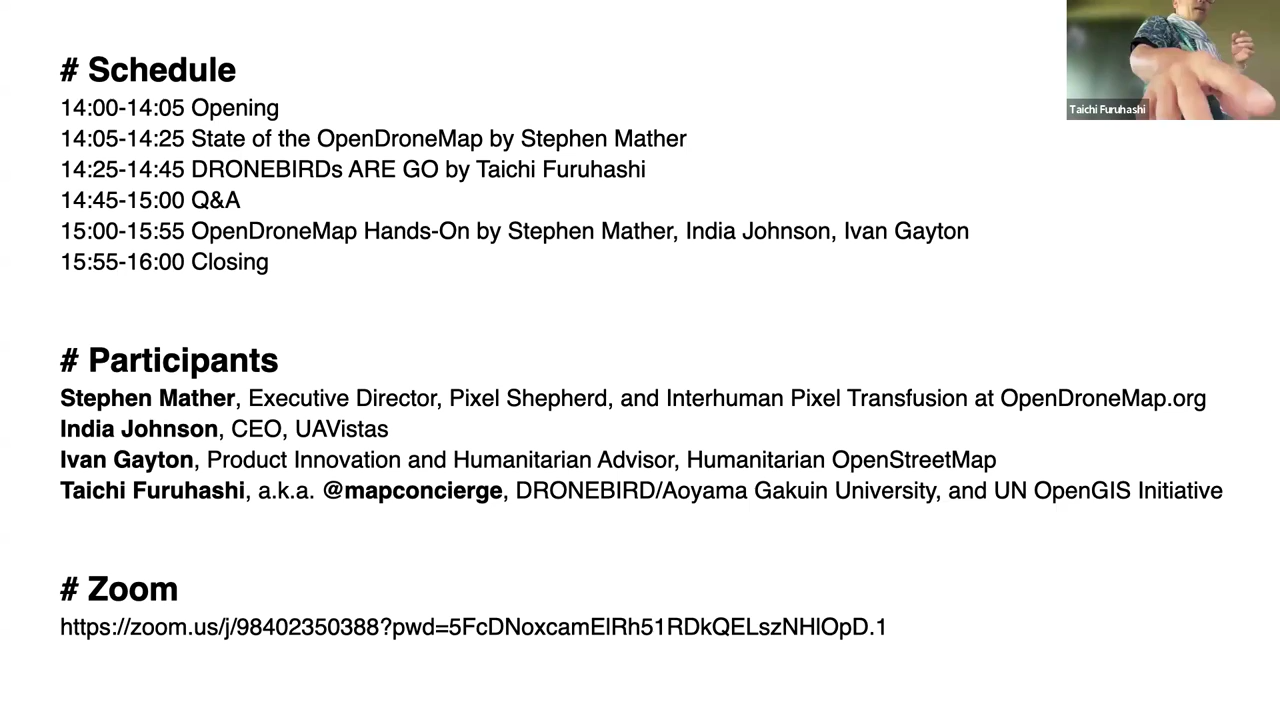 # Schedule
14:00-14:05 Opening
14:05-14:25 State of the OpenDroneMap by Stephen Mather
14:25-14:45 DRONEBIRDs ARE GO by Taichi Furuhashi
14:45-15:00 Q&A
15:00-15:55 OpenDroneMap Hands-On by Stephen Mather, India Johnson, Ivan Gayton
15:55-16:00 Closing
# Participants
Stephen Mather, Executive Director, Pixel Shepherd, and Interhuman Pixel Transfusion at OpenDroneMap.org
India Johnson, CEO, UAVistas
Ivan Gayton, Product Innovation and Humanitarian Advisor, Humanitarian OpenStreetMap
Taichi Furuhashi, a.k.a. @mapconcierge, DRONEBIRD/Aoyama Gakuin University, and UN OpenGIS Initiative
# Zoom
https://zoom.us/j/98402350388?pwd=5FcDNoxcamElRh51RDkQELszNHlOpD.1
Taichi Furuhashi